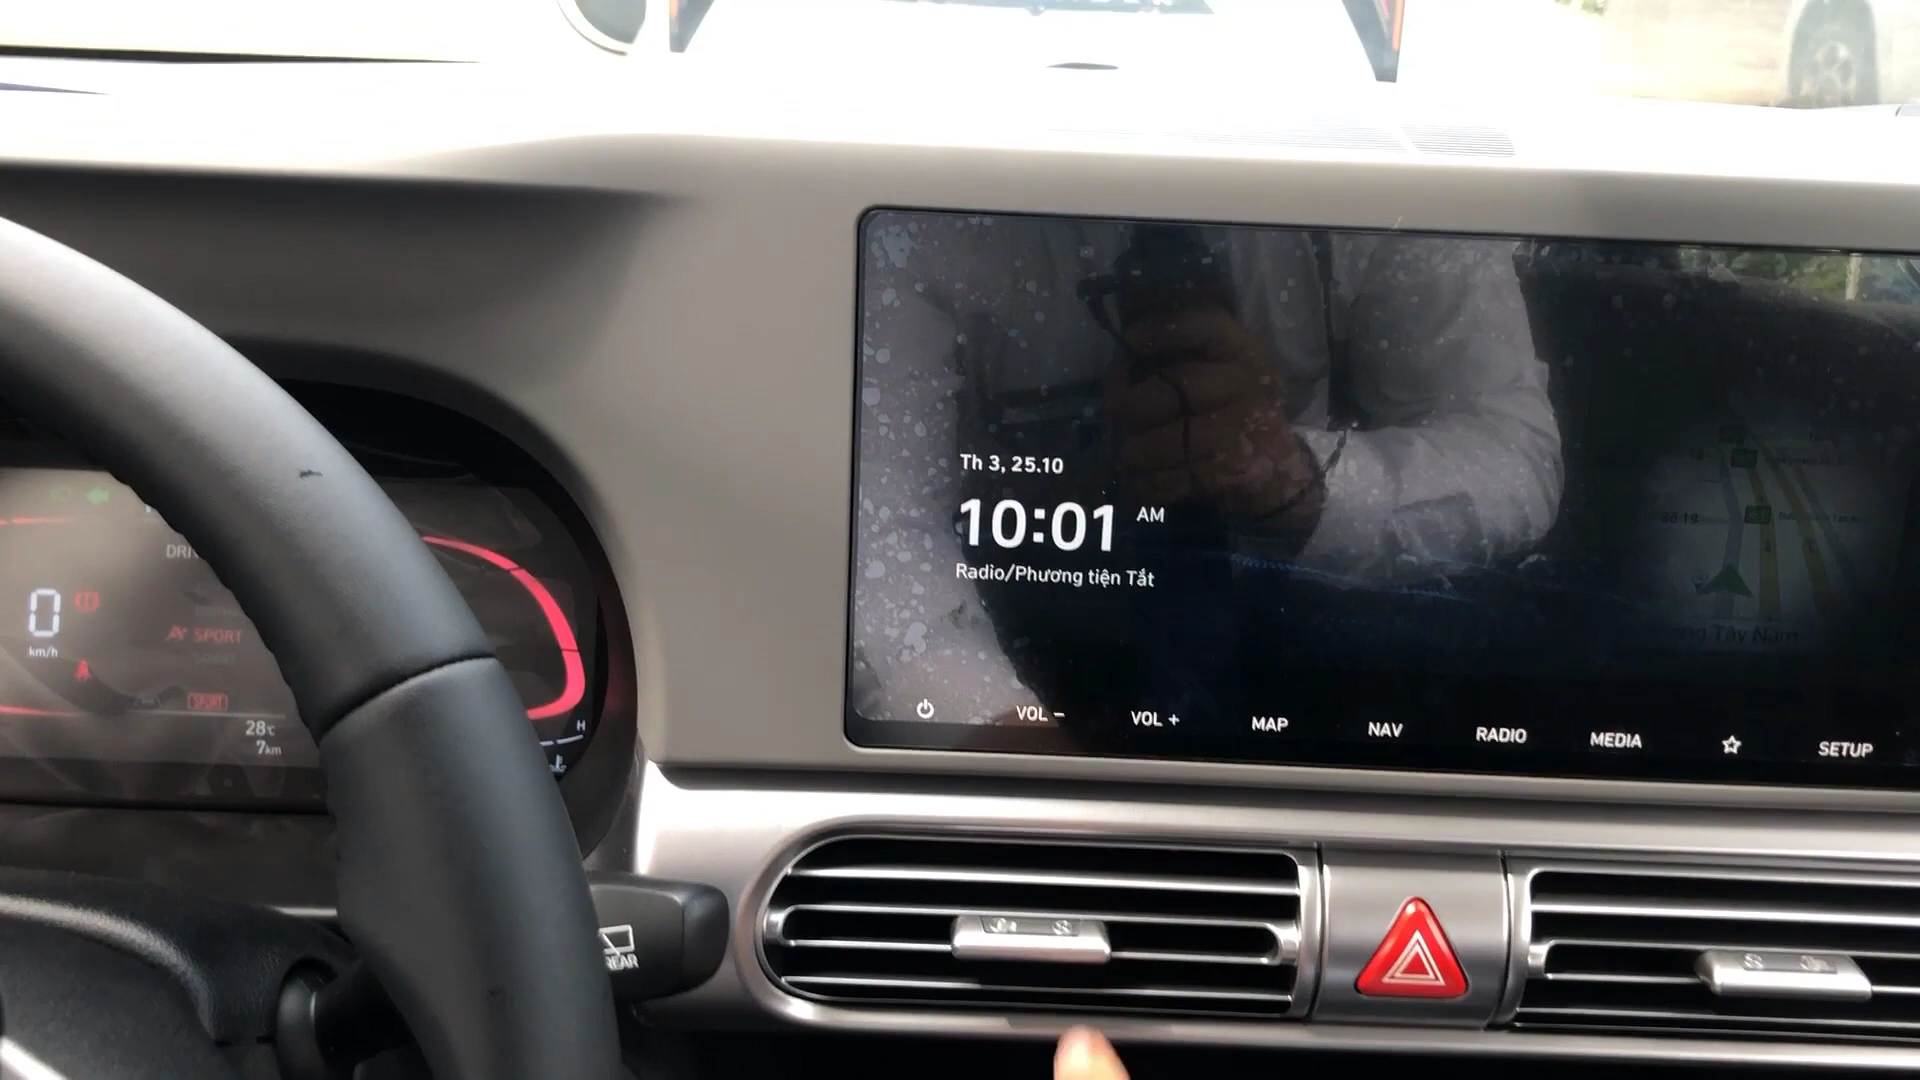 Th 3, 25.10
10:01 AM
Radio/Phương tiện Tắt
VOL – VOL + MAP NAV RADIO MEDIA ☆ SETUP
0
km/h
SPORT
SPORT
28°c
7km
H
REAR